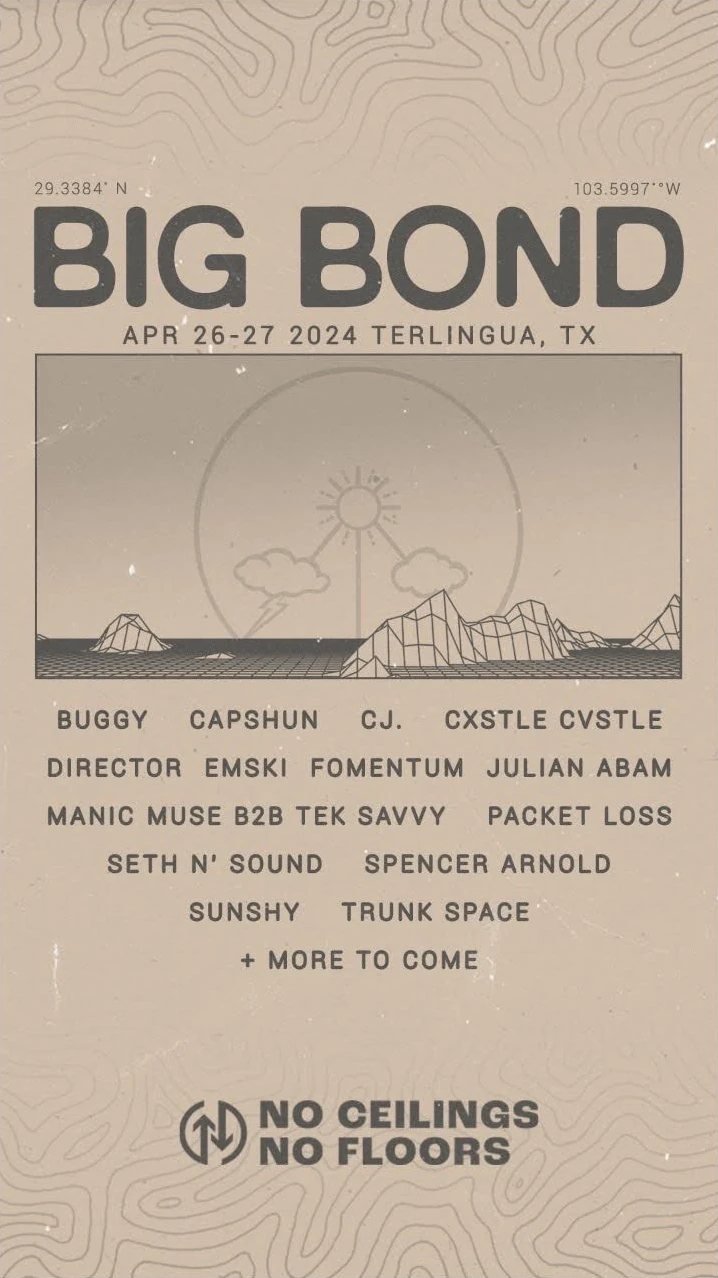 29.3384° N
103.5997°°W
BIG BOND
APR 26-27 2024 TERLINGUA, TX
BUGGY CAPSHUN CJ. CXSTLE CVSTLE
DIRECTOR EMSKI FOMENTUM JULIAN ABAM
MANIC MUSE B2B TEK SAVVY PACKET LOSS
SETH N' SOUND SPENCER ARNOLD
SUNSHY TRUNK SPACE
+ MORE TO COME
NO CEILINGS
NO FLOORS